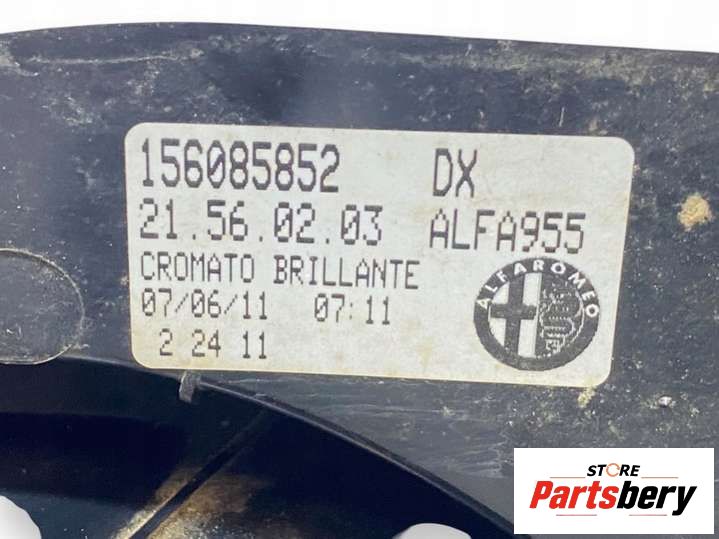 156085852 DX
21.56.02.03 ALFA955
CROMATO BRILLANTE
07/06/11 07:11
2 24 11
ALFA ROMEO
STORE
Partsbery